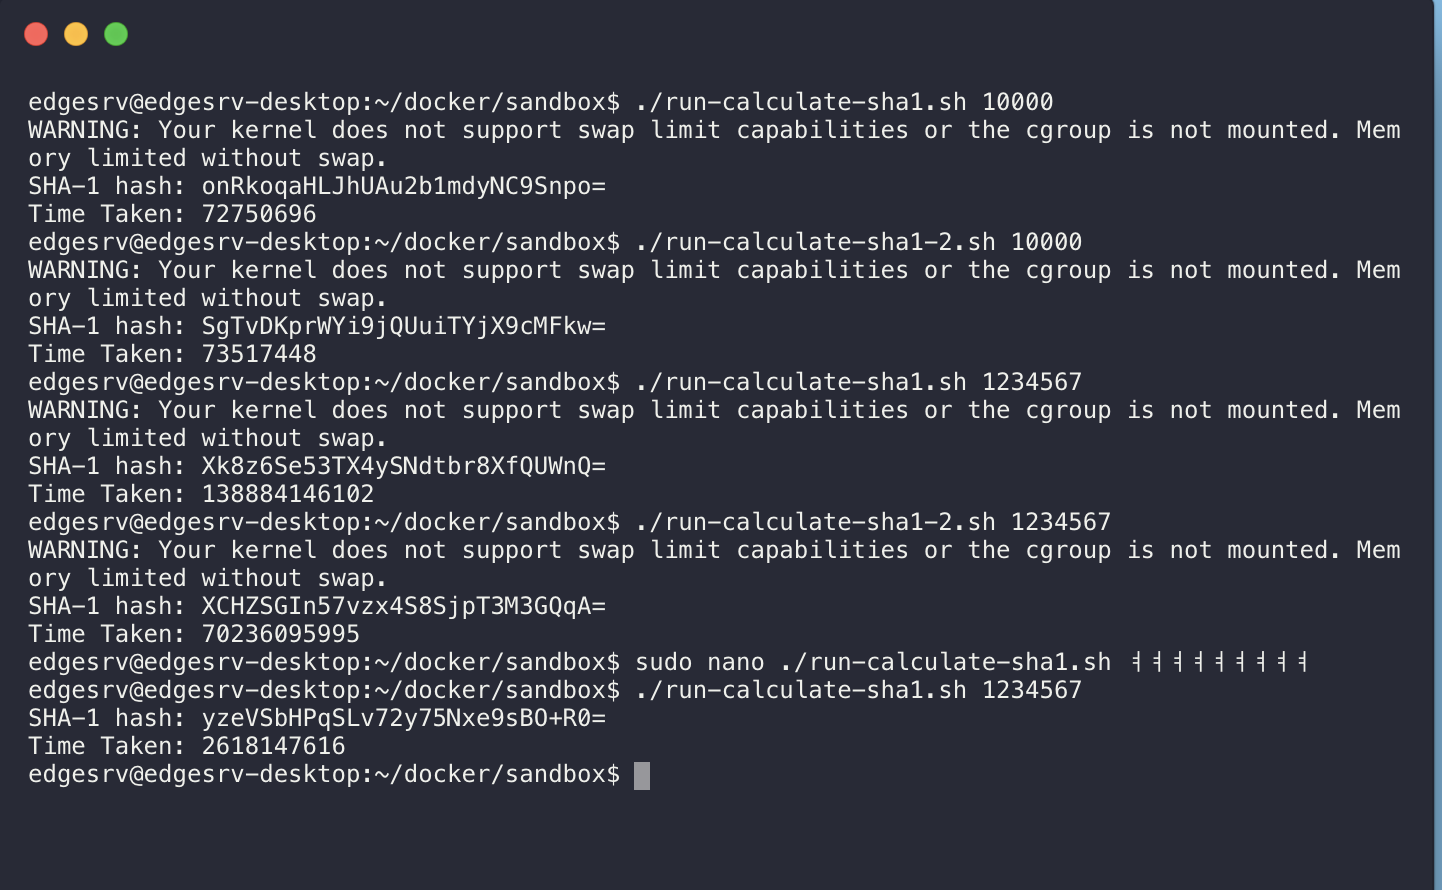 edgesrv@edgesrv-desktop:~/docker/sandbox$ ./run-calculate-sha1.sh 10000
WARNING: Your kernel does not support swap limit capabilities or the cgroup is not mounted. Mem
ory limited without swap.
SHA-1 hash: onRkoqaHLJhUAu2b1mdyNC9Snpo=
Time Taken: 72750696
edgesrv@edgesrv-desktop:~/docker/sandbox$ ./run-calculate-sha1-2.sh 10000
WARNING: Your kernel does not support swap limit capabilities or the cgroup is not mounted. Mem
ory limited without swap.
SHA-1 hash: SgTvDKprWYi9jQUuiTYjX9cMFkw=
Time Taken: 73517448
edgesrv@edgesrv-desktop:~/docker/sandbox$ ./run-calculate-sha1.sh 1234567
WARNING: Your kernel does not support swap limit capabilities or the cgroup is not mounted. Mem
ory limited without swap.
SHA-1 hash: Xk8z6Se53TX4ySNdtbr8XfQUWnQ=
Time Taken: 138884146102
edgesrv@edgesrv-desktop:~/docker/sandbox$ ./run-calculate-sha1-2.sh 1234567
WARNING: Your kernel does not support swap limit capabilities or the cgroup is not mounted. Mem
ory limited without swap.
SHA-1 hash: XCHZSGIn57vzx4S8SjpT3M3GQqA=
Time Taken: 70236095995
edgesrv@edgesrv-desktop:~/docker/sandbox$ sudo nano ./run-calculate-sha1.sh ㅕㅕㅕㅕㅕㅕㅕㅕㅕ
edgesrv@edgesrv-desktop:~/docker/sandbox$ ./run-calculate-sha1.sh 1234567
SHA-1 hash: yzeVSbHPqSLv72y75Nxe9sBO+R0=
Time Taken: 2618147616
edgesrv@edgesrv-desktop:~/docker/sandbox$